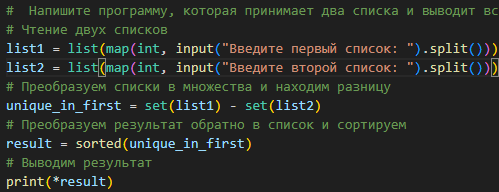 # Напишите программу, которая принимает два списка и выводит вс
# Чтение двух списков
list1 = list(map(int, input("Введите первый список: ").split()))
list2 = list(map(int, input("Введите второй список: ").split()))
# Преобразуем списки в множества и находим разницу
unique_in_first = set(list1) - set(list2)
# Преобразуем результат обратно в список и сортируем
result = sorted(unique_in_first)
# Выводим результат
print(*result)